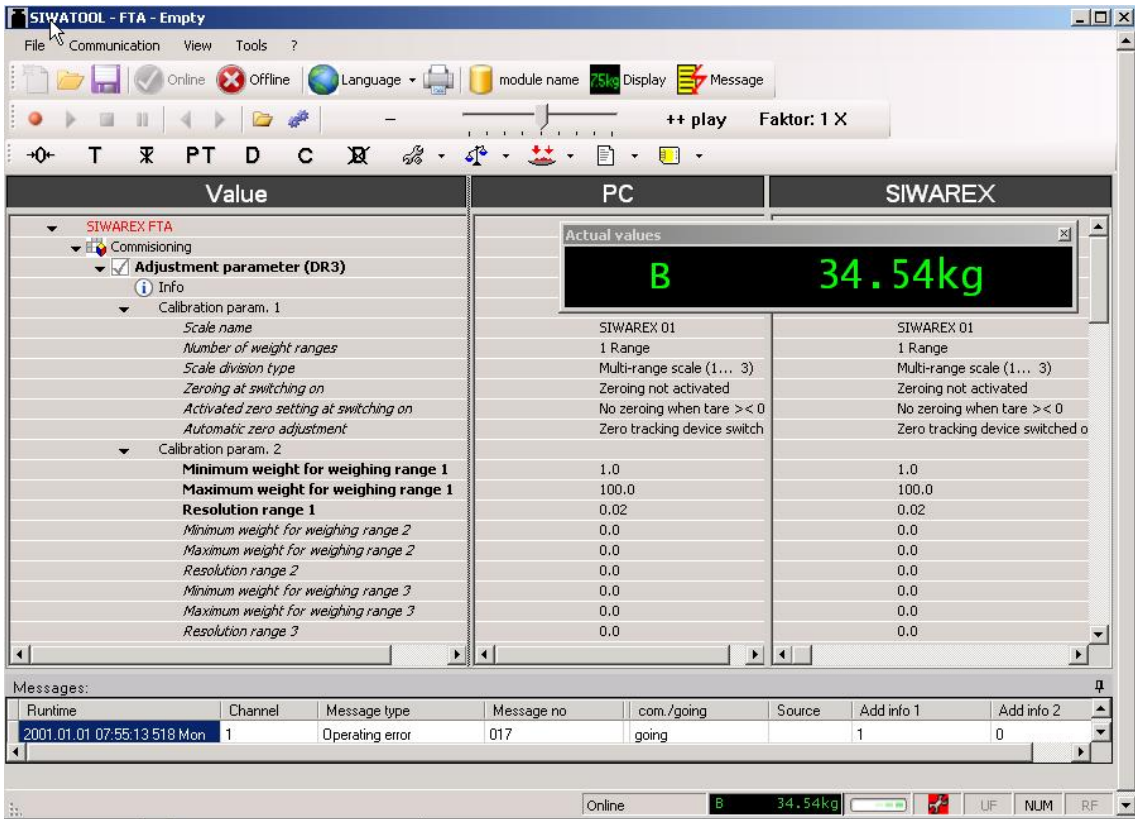 SIWATOOL - FTA - Empty
File Communication View Tools ?
Online Offline Language module name 75kg Display Message
– ++ play Faktor: 1 X
→0← T T PT D C D
Value PC SIWAREX
SIWAREX FTA
Actual values
Commisioning
B 34.54kg
Adjustment parameter (DR3)
i Info
Calibration param. 1
Scale name SIWAREX 01 SIWAREX 01
Number of weight ranges 1 Range 1 Range
Scale division type Multi-range scale (1... 3) Multi-range scale (1... 3)
Zeroing at switching on Zeroing not activated Zeroing not activated
Activated zero setting at switching on No zeroing when tare >< 0 No zeroing when tare >< 0
Automatic zero adjustment Zero tracking device switch Zero tracking device switched o
Calibration param. 2
Minimum weight for weighing range 1 1.0 1.0
Maximum weight for weighing range 1 100.0 100.0
Resolution range 1 0.02 0.02
Minimum weight for weighing range 2 0.0 0.0
Maximum weight for weighing range 2 0.0 0.0
Resolution range 2 0.0 0.0
Minimum weight for weighing range 3 0.0 0.0
Maximum weight for weighing range 3 0.0 0.0
Resolution range 3 0.0 0.0
Messages:
Runtime Channel Message type Message no com./going Source Add info 1 Add info 2
2001.01.01 07:55:13 518 Mon 1 Operating error 017 going 1 0
Online B 34.54kg UF NUM RF